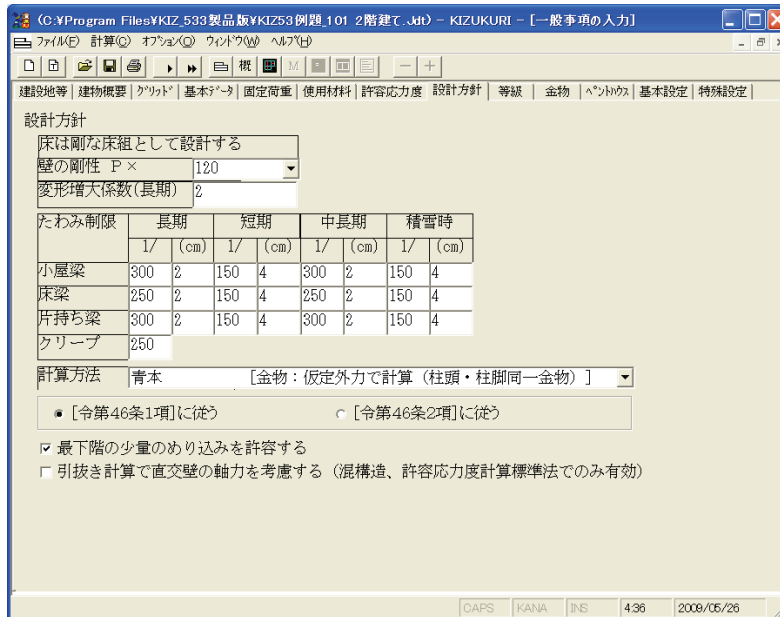 (C:¥Program Files¥KIZ_533製品版¥KIZ53例題_101 2階建て.Jdt) - KIZUKURI - [一般事項の入力]
ファイル(F) 計算(C) オプション(O) ウィンドウ(W) ヘルプ(H)
概 M
建設地等 建物概要 グリッド 基本データ 固定荷重 使用材料 許容応力度 設計方針 等級 金物 ペントハウス 基本設定 特殊設定
設計方針
床は剛な床組として設計する
壁の剛性 P× 120
変形増大係数(長期) 2
たわみ制限 長期 短期 中長期 積雪時
1/ (cm) 1/ (cm) 1/ (cm) 1/ (cm)
小屋梁 300 2 150 4 300 2 150 4
床梁 250 2 150 4 250 2 150 4
片持ち梁 300 2 150 4 300 2 150 4
クリープ 250
計算方法 青本 [金物:仮定外力で計算(柱頭・柱脚同一金物)]
[令第46条1項]に従う [令第46条2項]に従う
最下階の少量のめり込みを許容する
引抜き計算で直交壁の軸力を考慮する(混構造、許容応力度計算標準法でのみ有効)
CAPS KANA INS 4:36 2009/05/26